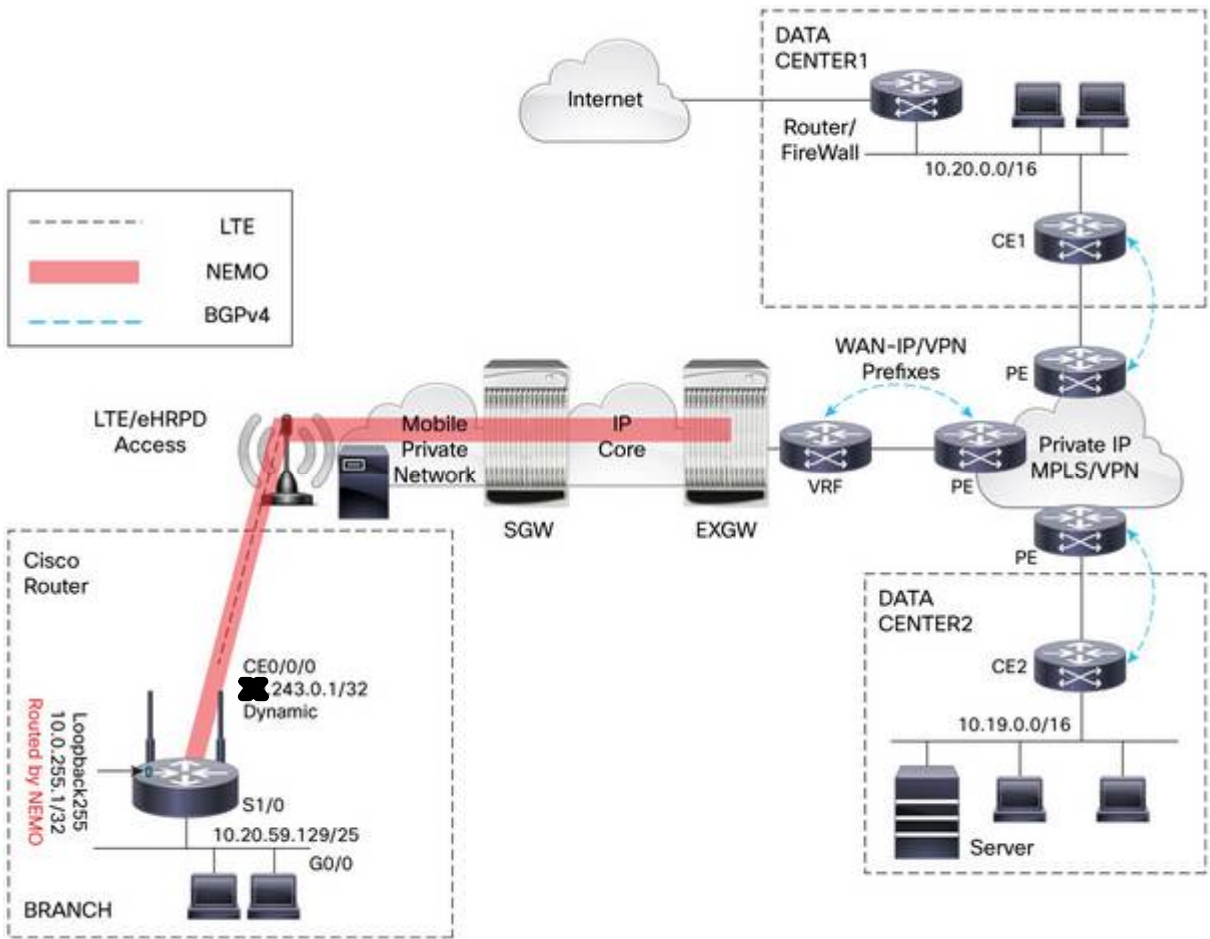 DATA
CENTER1
Internet
Router/
FireWall
10.20.0.0/16
LTE
NEMO
BGPv4
CE1
WAN-IP/VPN
Prefixes
PE
LTE/eHRPD
Access
Mobile
Private
Network
IP
Core
Private IP
MPLS/VPN
SGW
EXGW
VRF
PE
PE
Cisco
Router
DATA
CENTER2
CE2
CE0/0/0
243.0.1/32
Dynamic
10.19.0.0/16
Loopback255
10.0.255.1/32
Routed by NEMO
S1/0
10.20.59.129/25
G0/0
Server
BRANCH